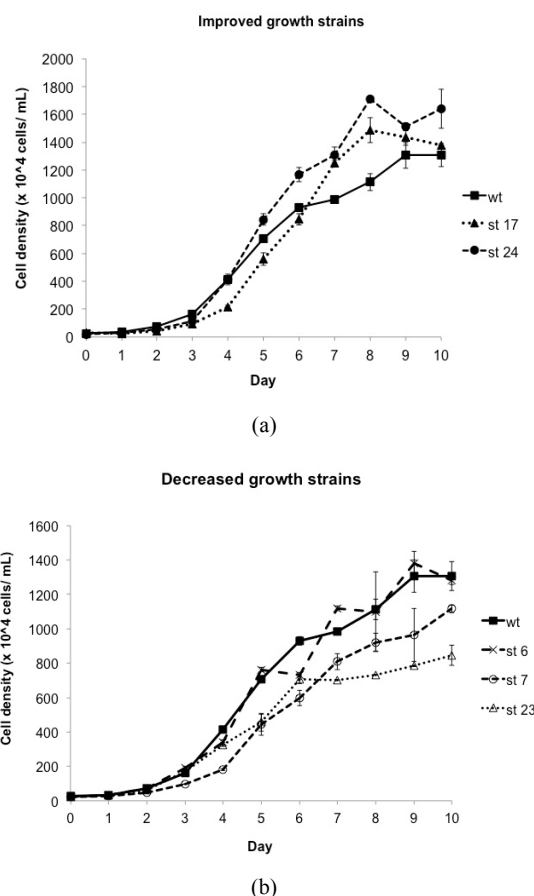 Improved growth strains
Cell density (x 10^4 cells/ mL)
2000
1800
1600
1400
1200
1000
800
600
400
200
0
0 1 2 3 4 5 6 7 8 9 10
Day
wt
st 17
st 24
(a)
Decreased growth strains
Cell density (x 10^4 cells/ mL)
1600
1400
1200
1000
800
600
400
200
0
0 1 2 3 4 5 6 7 8 9 10
Day
wt
st 6
st 7
st 23
(b)